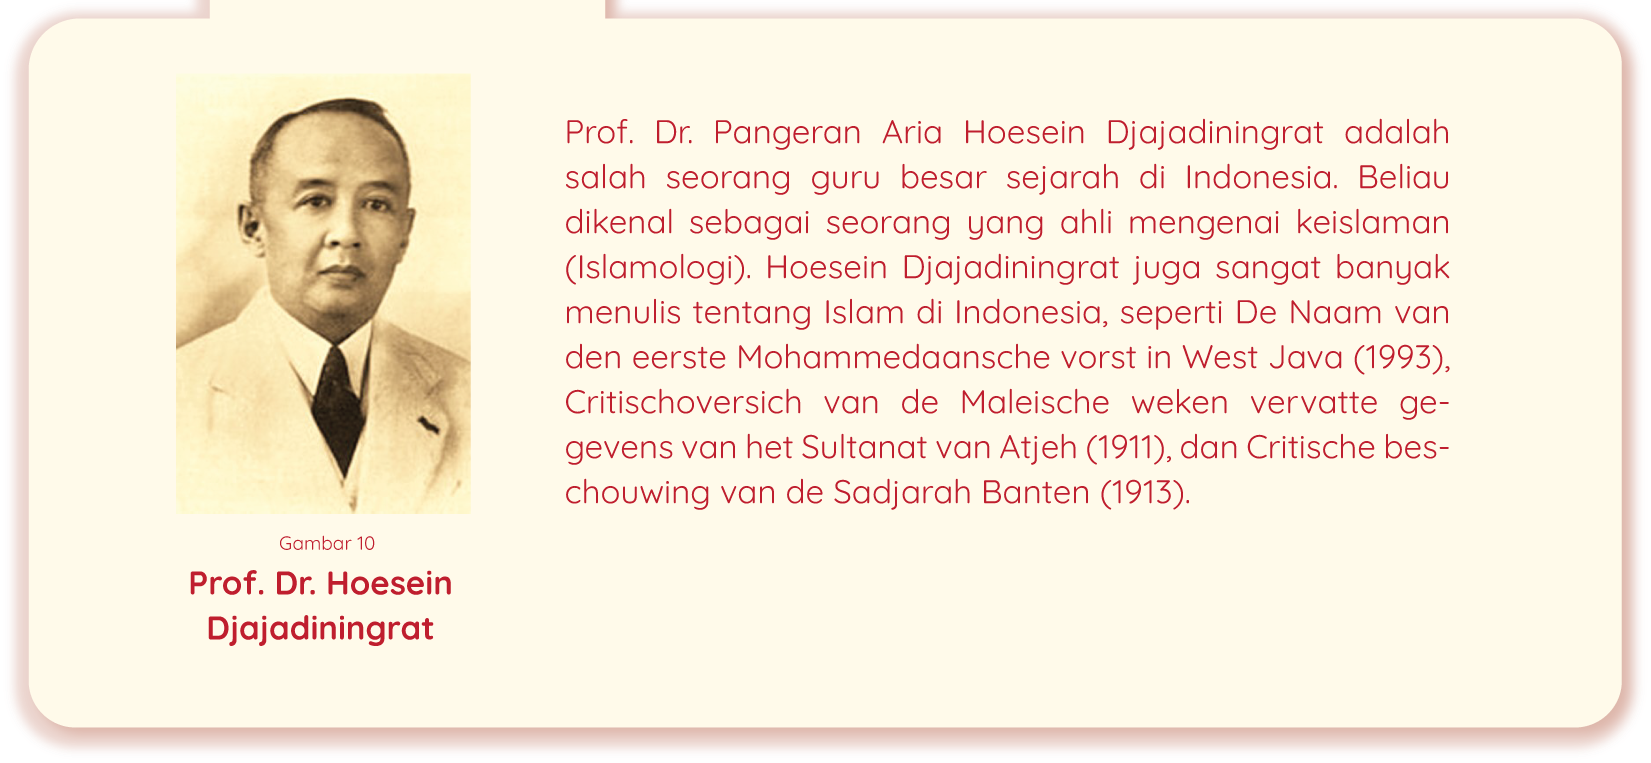 Prof. Dr. Pangeran Aria Hoesein Djajadiningrat adalah
salah seorang guru besar sejarah di Indonesia. Beliau
dikenal sebagai seorang yang ahli mengenai keislaman
(Islamologi). Hoesein Djajadiningrat juga sangat banyak
menulis tentang Islam di Indonesia, seperti De Naam van
den eerste Mohammedaansche vorst in West Java (1993),
Critischoversich van de Maleische weken vervatte ge-
gevens van het Sultanat van Atjeh (1911), dan Critische bes-
chouwing van de Sadjarah Banten (1913).
Gambar 10
Prof. Dr. Hoesein
Djajadiningrat